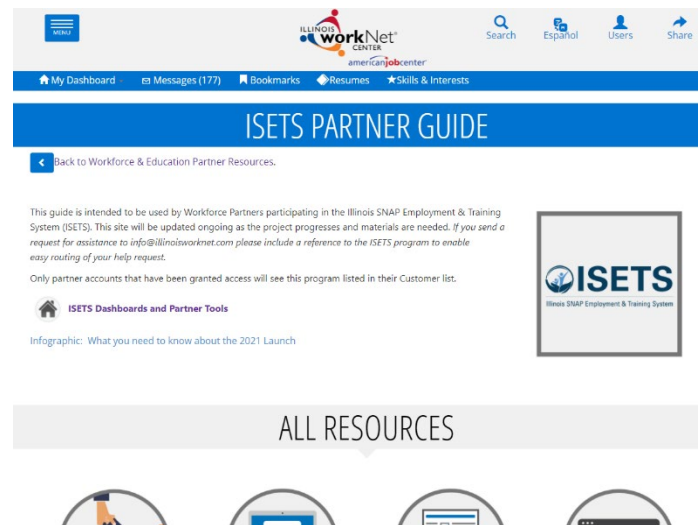 MENU
ILLINOIS
workNet®
CENTER
americanjobcenter
Search
Español
Users
Share
My Dashboard
Messages (177)
Bookmarks
Resumes
Skills & Interests
ISETS PARTNER GUIDE
Back to Workforce & Education Partner Resources.
This guide is intended to be used by Workforce Partners participating in the Illinois SNAP Employment & Training
System (ISETS). This site will be updated ongoing as the project progresses and materials are needed. If you send a
request for assistance to info@illinoisworknet.com please include a reference to the ISETS program to enable
easy routing of your help request.
Only partner accounts that have been granted access will see this program listed in their Customer list.
ISETS Dashboards and Partner Tools
Infographic: What you need to know about the 2021 Launch
ISETS
Illinois SNAP Employment & Training System
ALL RESOURCES